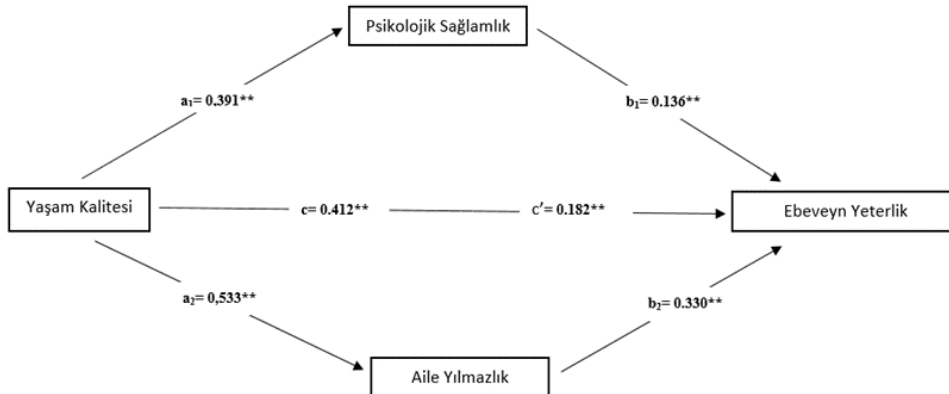 Psikolojik Sağlamlık
a₁= 0.391**
b₁= 0.136**
Yaşam Kalitesi
c= 0.412**
c′= 0.182**
Ebeveyn Yeterlik
a₂= 0,533**
b₂= 0.330**
Aile Yılmazlık